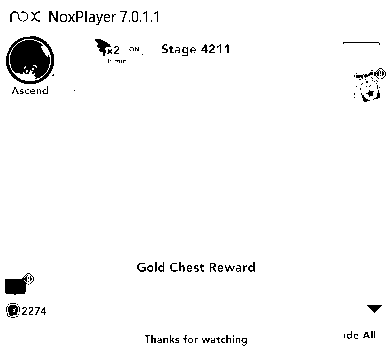 nox NoxPlayer 7.0.1.1
x2 ON Stage 4211
Ascend
Gold Chest Reward
2274
Thanks for watching
ide All